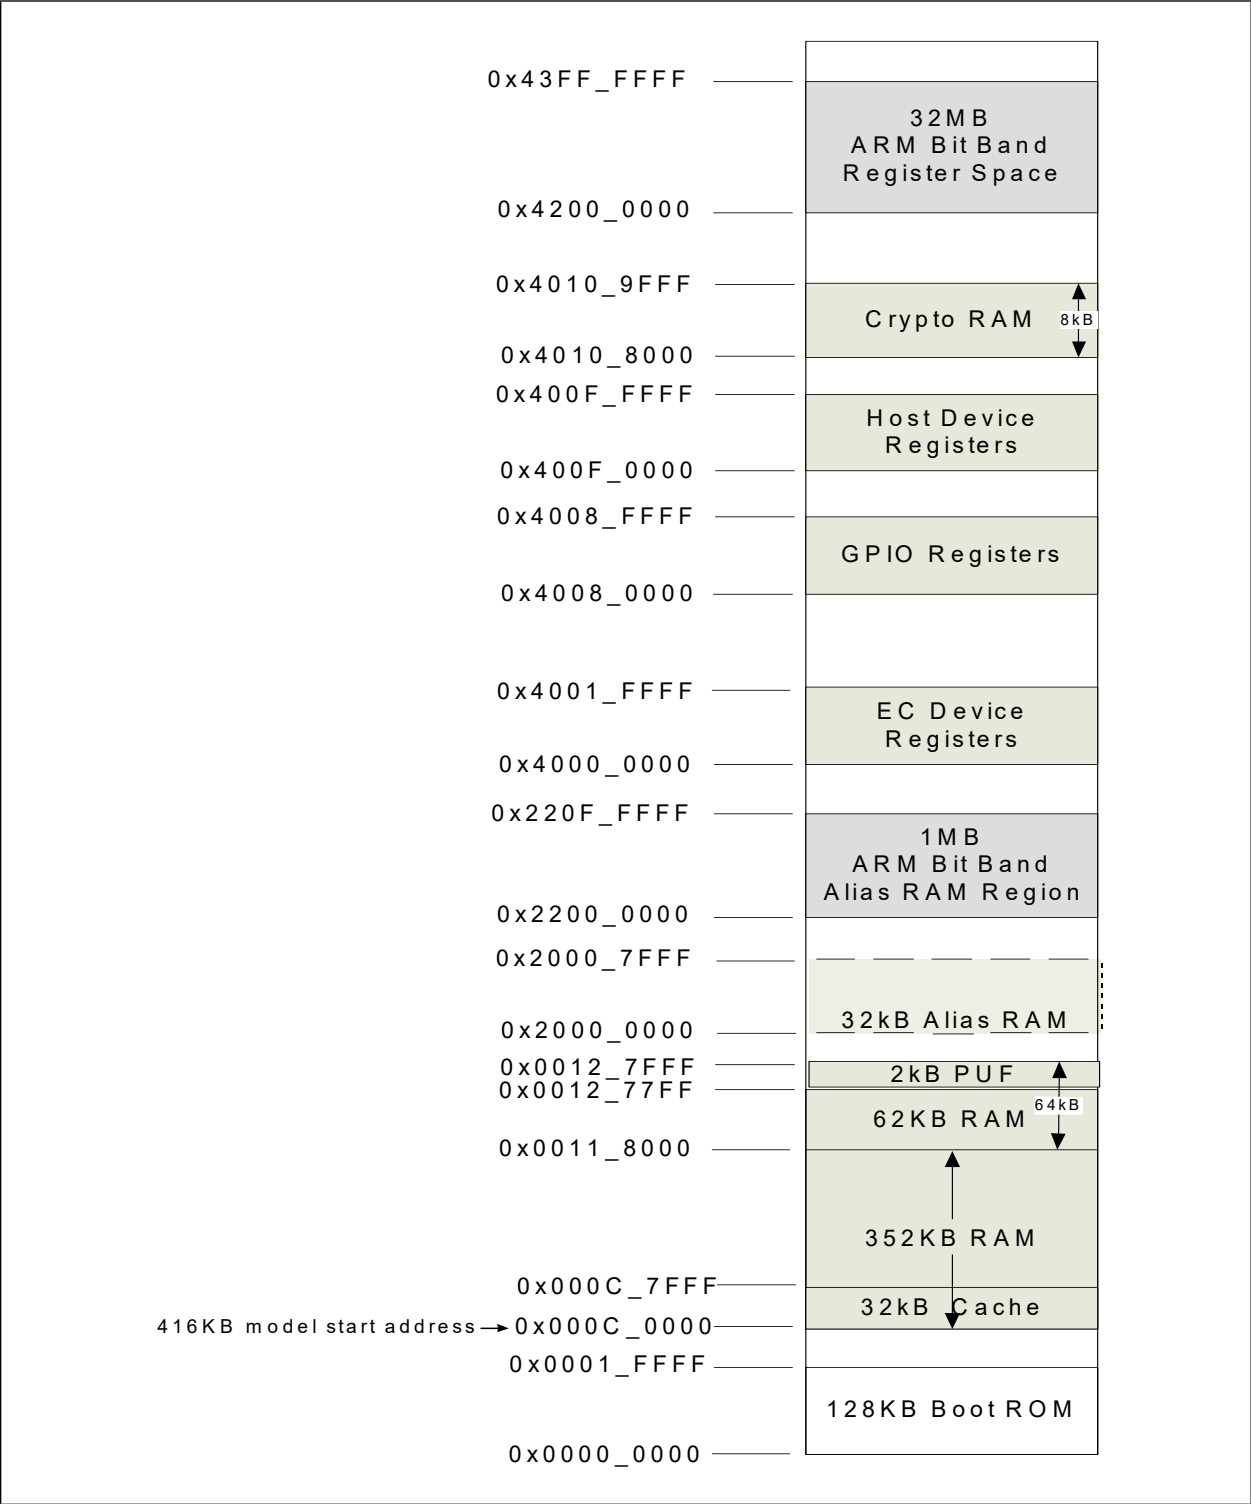 0x43FF_FFFF
32MB
ARM Bit Band
Register Space
0x4200_0000
0x4010_9FFF
Crypto RAM
8kB
0x4010_8000
0x400F_FFFF
Host Device
Registers
0x400F_0000
0x4008_FFFF
GPIO Registers
0x4008_0000
0x4001_FFFF
EC Device
Registers
0x4000_0000
0x220F_FFFF
1MB
ARM Bit Band
Alias RAM Region
0x2200_0000
0x2000_7FFF
32kB Alias RAM
0x2000_0000
0x0012_7FFF
2kB PUF
0x0012_77FF
64kB
62KB RAM
0x0011_8000
352KB RAM
0x000C_7FFF
32kB Cache
416KB model start address 0x000C_0000
0x0001_FFFF
128KB Boot ROM
0x0000_0000